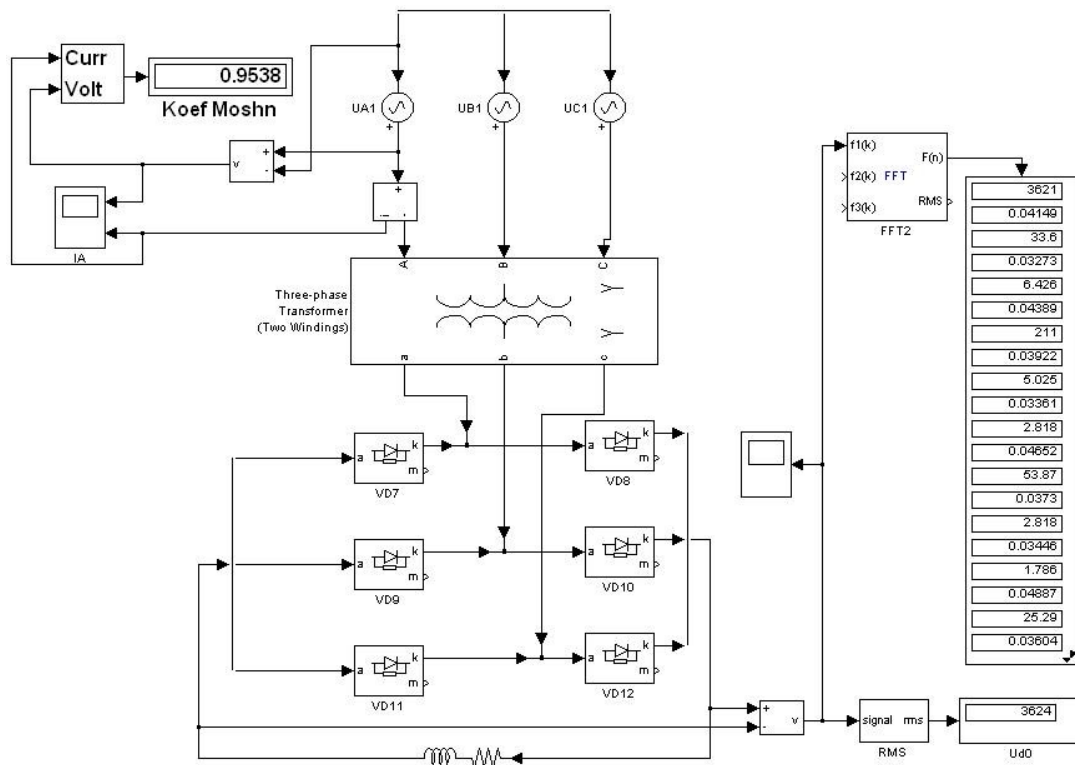 Curr
Volt
0.9538
Koef Moshn
UA1
UB1
UC1
+
+
+
v
+
-
+
i
-
IA
A
B
C
Three-phase
Transformer
(Two Windings)
a
b
c
a
k
m
VD7
a
k
m
VD8
a
k
m
VD9
a
k
m
VD10
a
k
m
VD11
a
k
m
VD12
f1(k)
f2(k)
f3(k)
FFT
F(n)
RMS
FFT2
3621
0.04149
33.6
0.03273
6.426
0.04389
211
0.03922
5.025
0.03361
2.818
0.04652
53.87
0.0373
2.818
0.03446
1.786
0.04887
25.29
0.03604
+
-
v
signal
rms
RMS
3624
Ud0